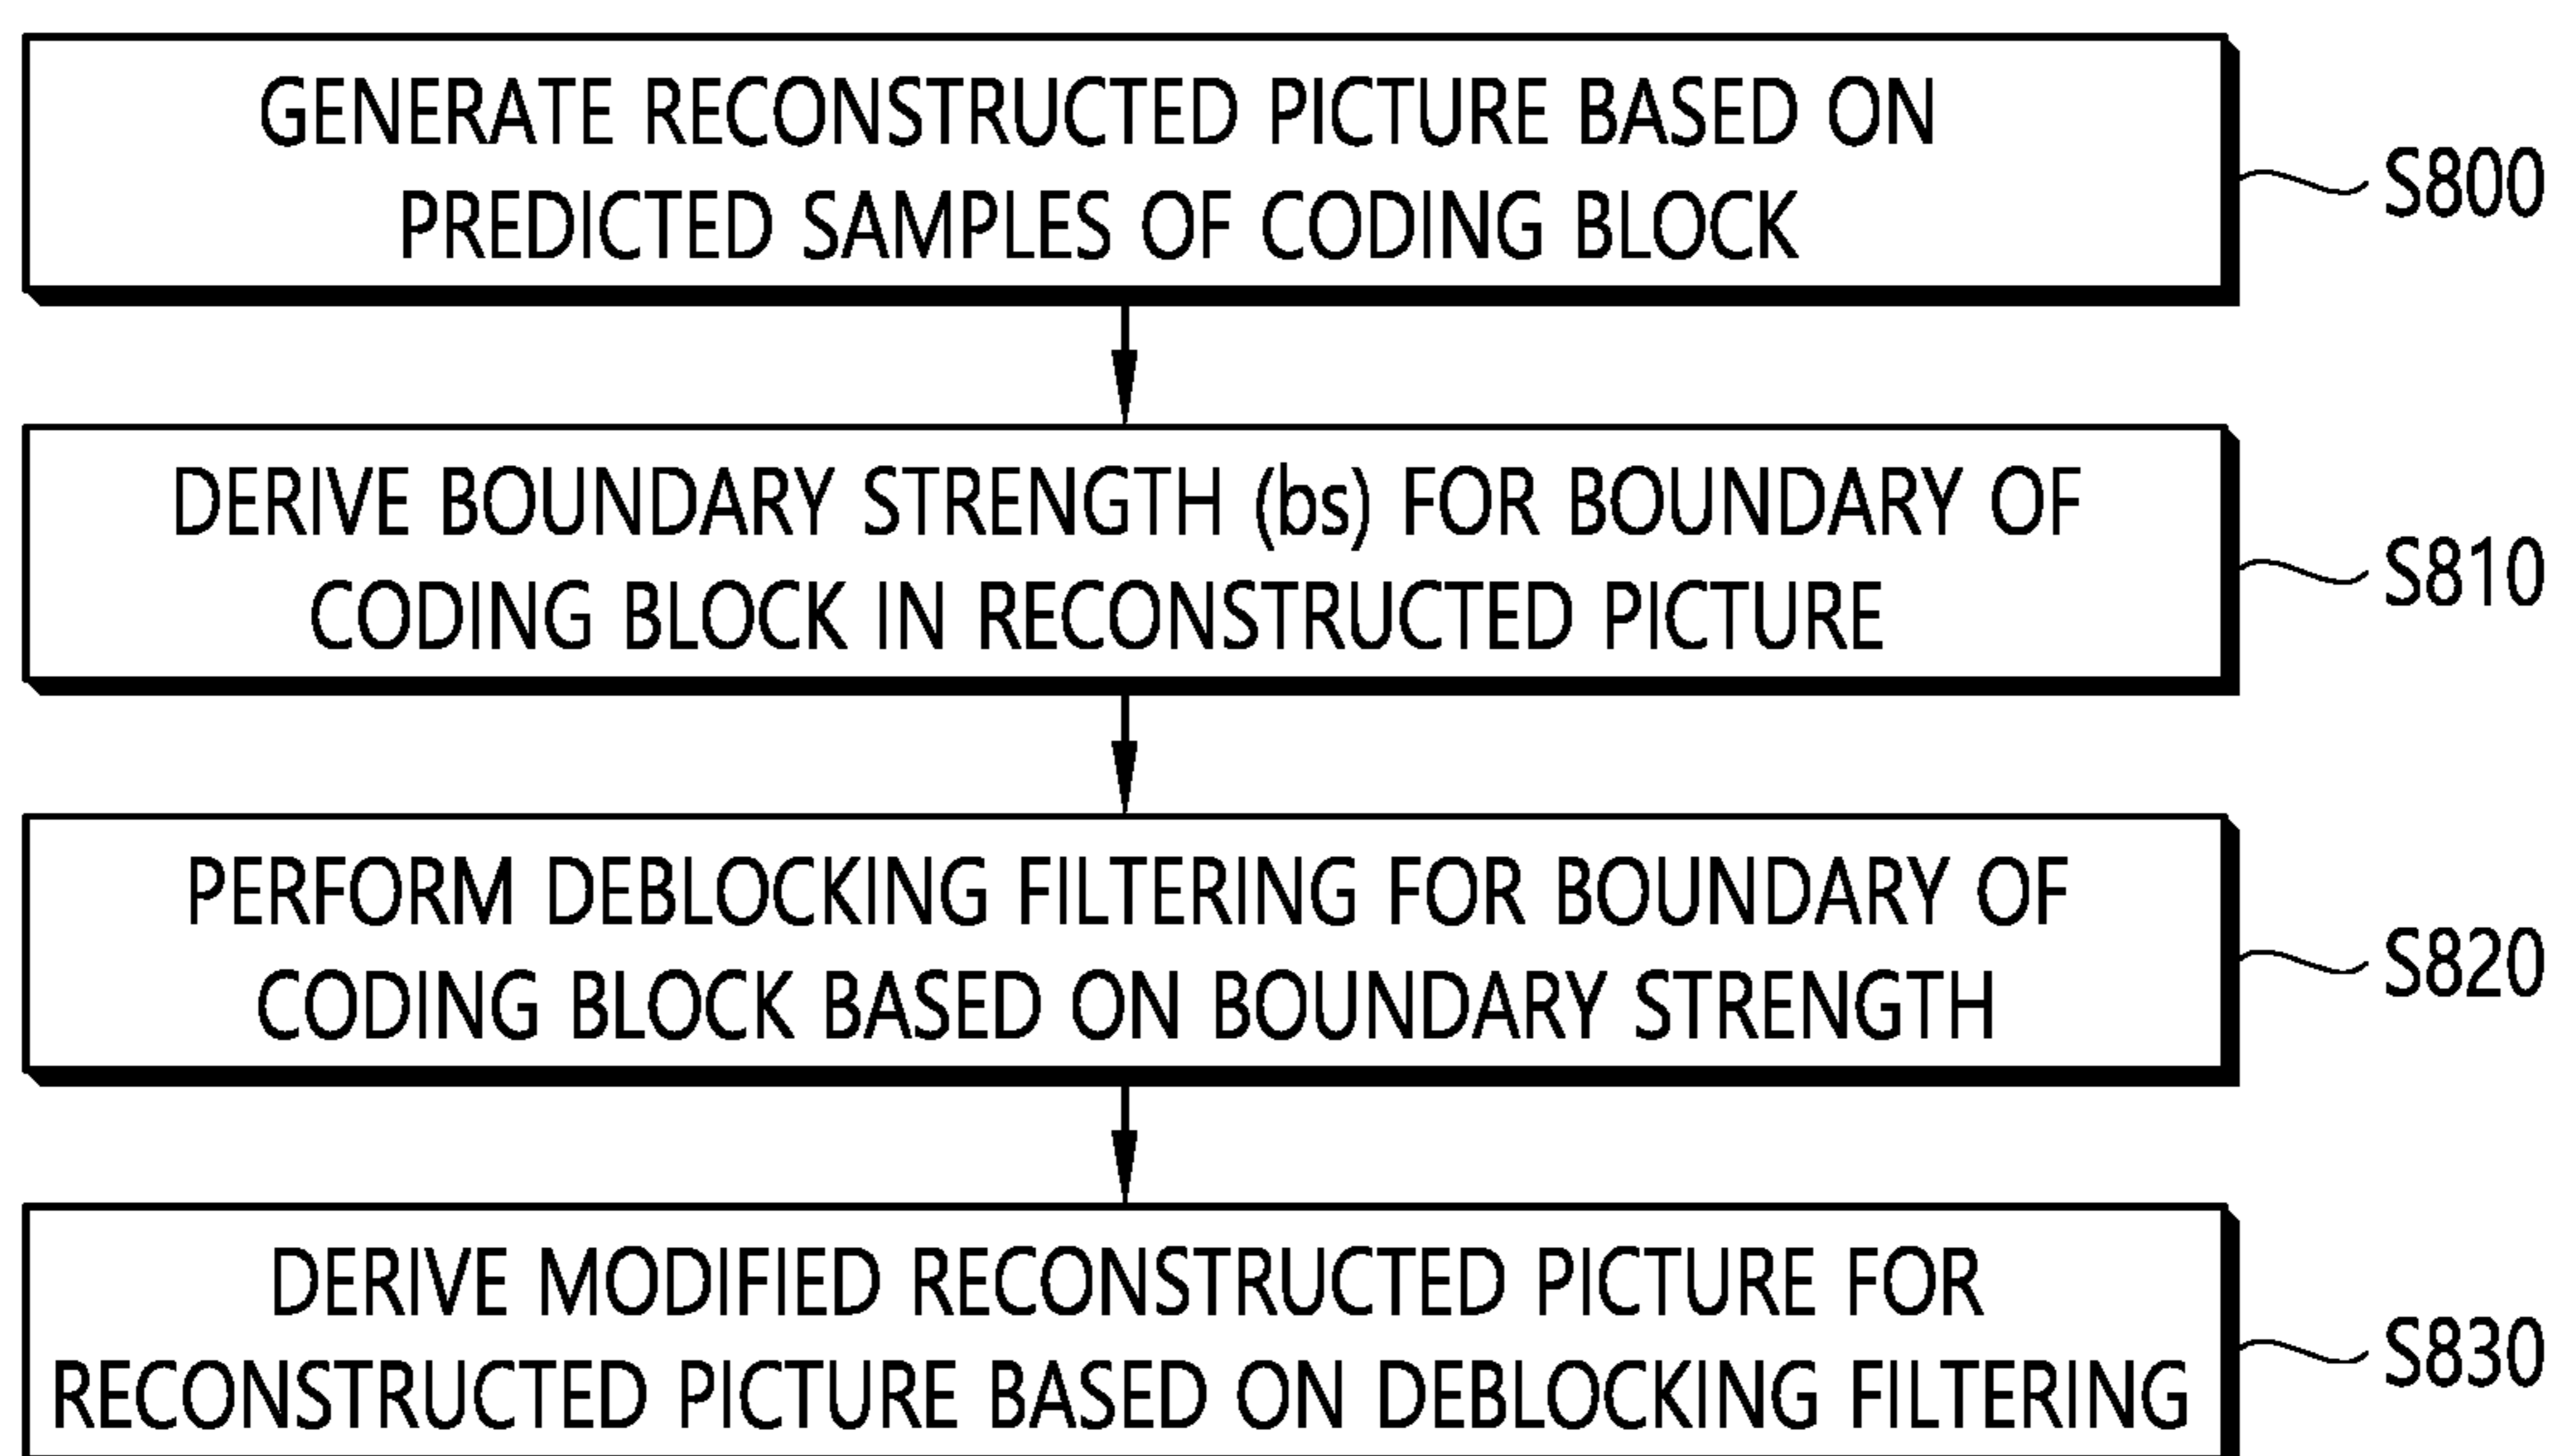 GENERATE RECONSTRUCTED PICTURE BASED ON
PREDICTED SAMPLES OF CODING BLOCK
S800
DERIVE BOUNDARY STRENGTH (bs) FOR BOUNDARY OF
CODING BLOCK IN RECONSTRUCTED PICTURE
S810
PERFORM DEBLOCKING FILTERING FOR BOUNDARY OF
CODING BLOCK BASED ON BOUNDARY STRENGTH
S820
DERIVE MODIFIED RECONSTRUCTED PICTURE FOR
RECONSTRUCTED PICTURE BASED ON DEBLOCKING FILTERING
S830